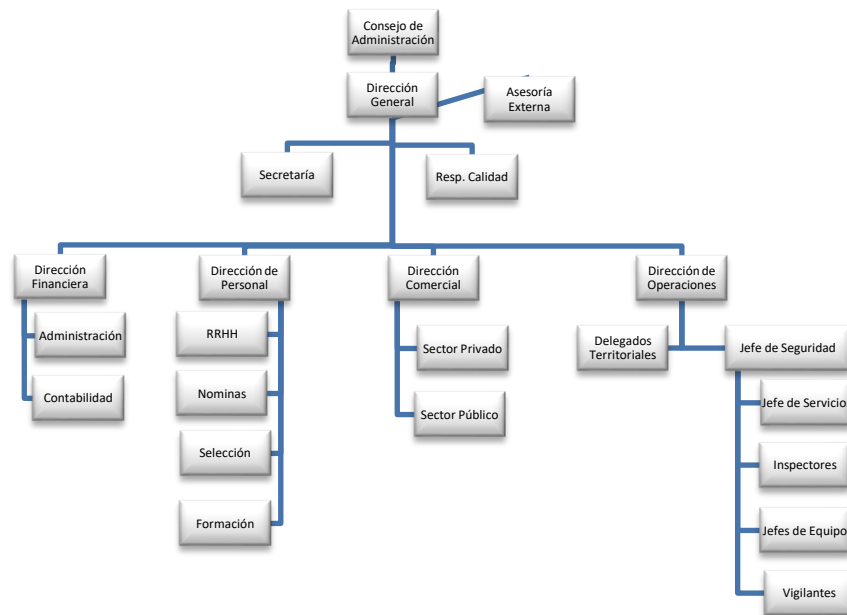 Consejo de
Administración
Dirección
General
Asesoría
Externa
Secretaría
Resp. Calidad
Dirección
Financiera
Dirección de
Personal
Dirección
Comercial
Dirección de
Operaciones
Administración
Contabilidad
RRHH
Nominas
Selección
Formación
Sector Privado
Sector Público
Delegados
Territoriales
Jefe de Seguridad
Jefe de Servicios
Inspectores
Jefes de Equipo
Vigilantes